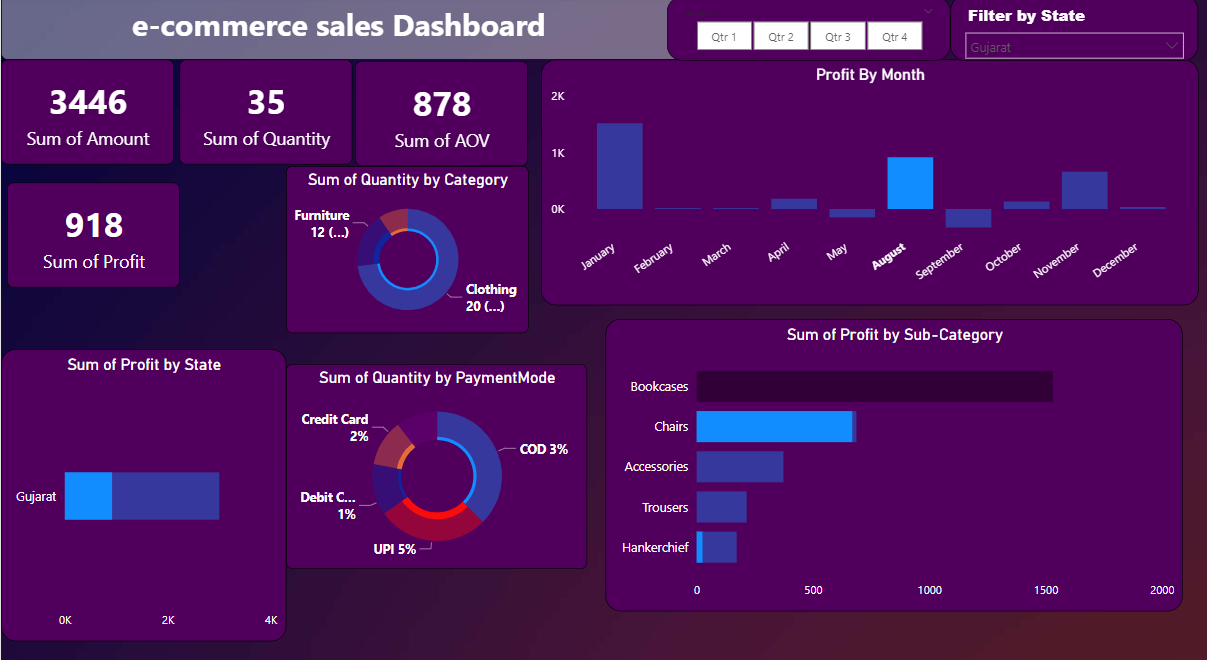 e-commerce sales Dashboard
Qtr 1
Qtr 2
Qtr 3
Qtr 4
Filter by State
Gujarat
3446
Sum of Amount
35
Sum of Quantity
878
Sum of AOV
918
Sum of Profit
Sum of Quantity by Category
Furniture
12 (...)
Clothing
20 (...)
Profit By Month
2K
1K
0K
January
February
March
April
May
August
September
October
November
December
Sum of Profit by State
Gujarat
0K
2K
4K
Sum of Quantity by PaymentMode
Credit Card
2%
COD 3%
Debit C...
1%
UPI 5%
Sum of Profit by Sub-Category
Bookcases
Chairs
Accessories
Trousers
Hankerchief
0
500
1000
1500
2000